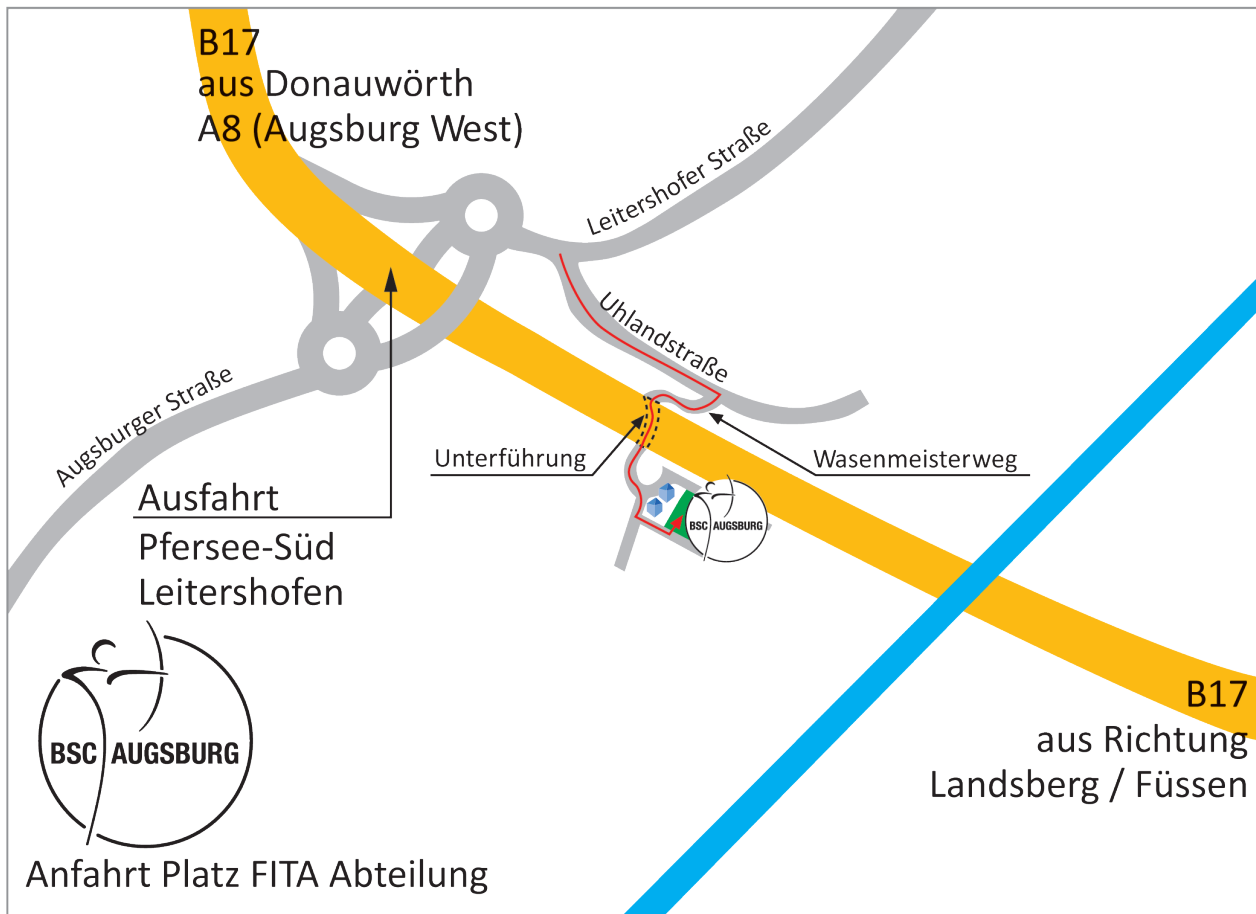 B17
aus Donauwörth
A8 (Augsburg West)
Leitershofer Straße
Uhlandstraße
Augsburger Straße
Unterführung
Wasenmeisterweg
Ausfahrt
Pfersee-Süd
Leitershofen
BSC AUGSBURG
B17
aus Richtung
Landsberg / Füssen
BSC AUGSBURG
Anfahrt Platz FITA Abteilung